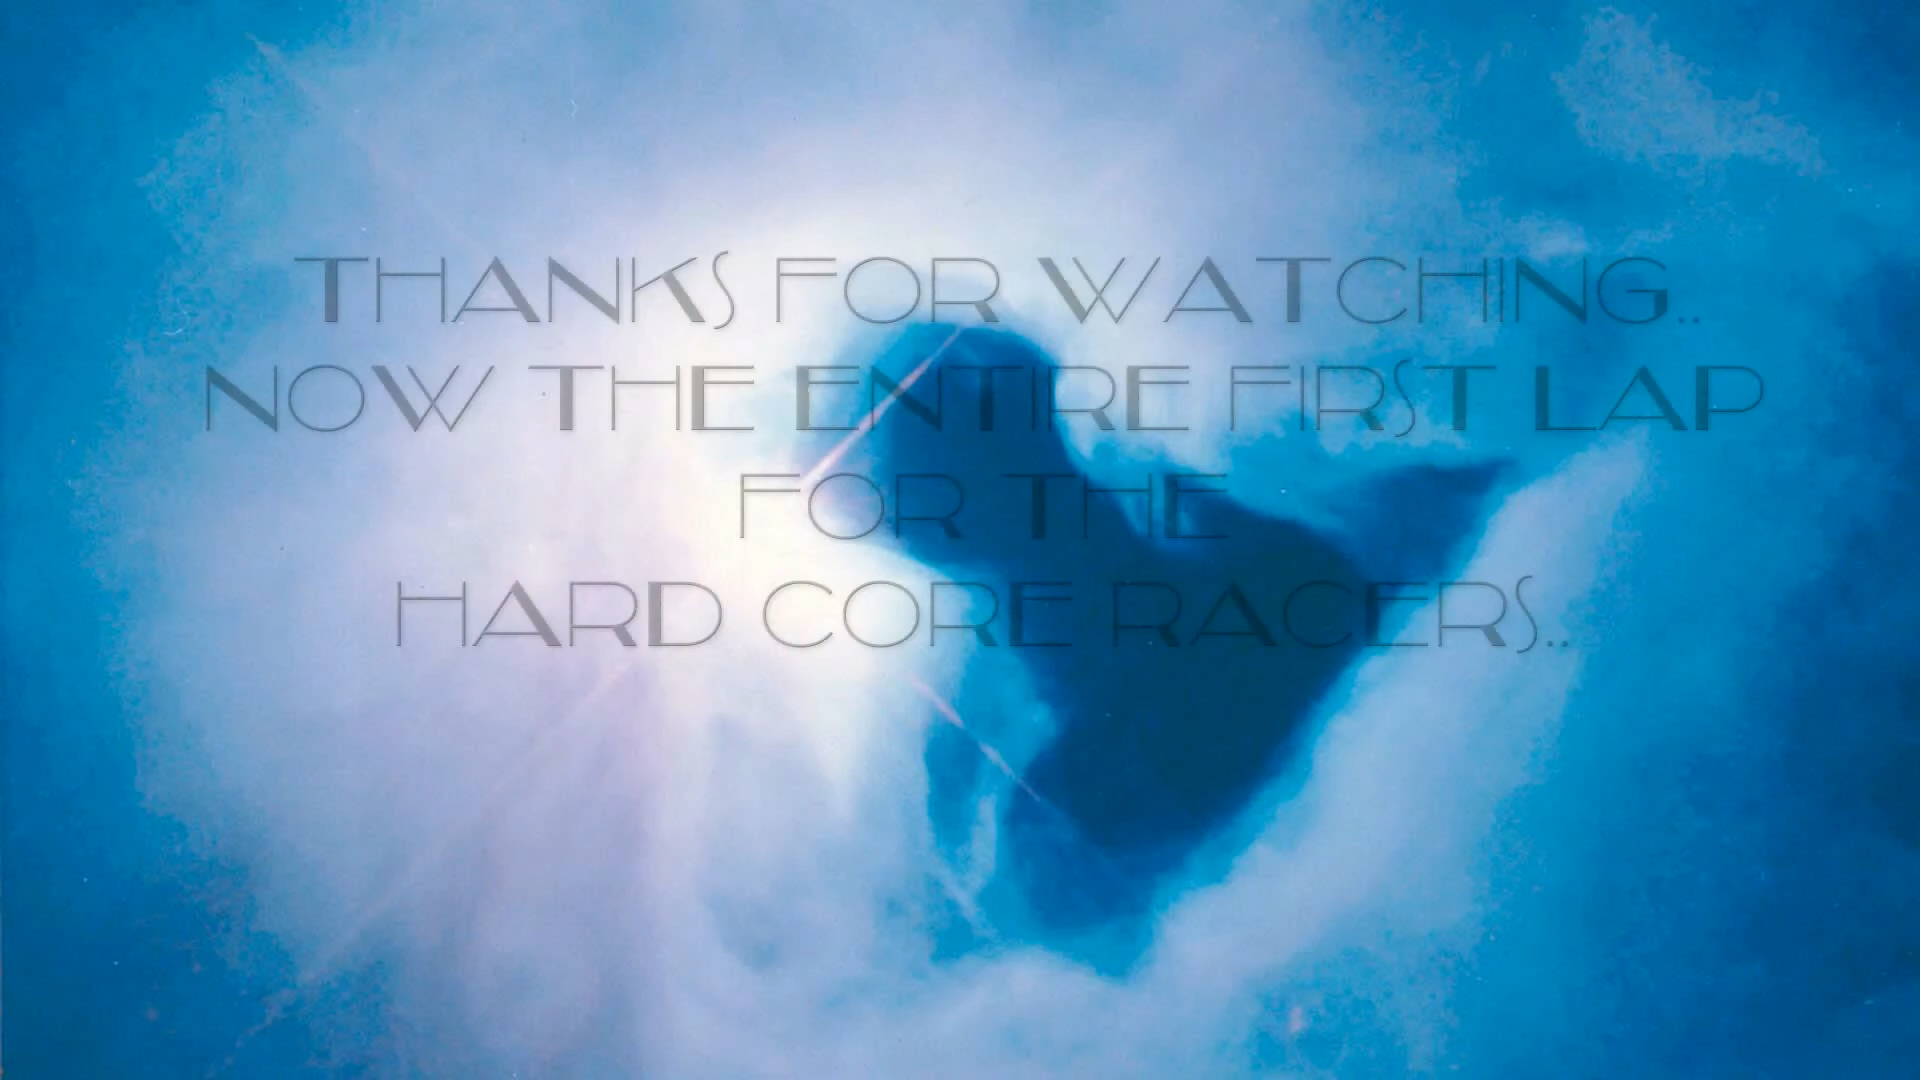 THANKS FOR WATCHING..
NOW THE ENTIRE FIRST LAP
FOR THE
HARD CORE RACERS..